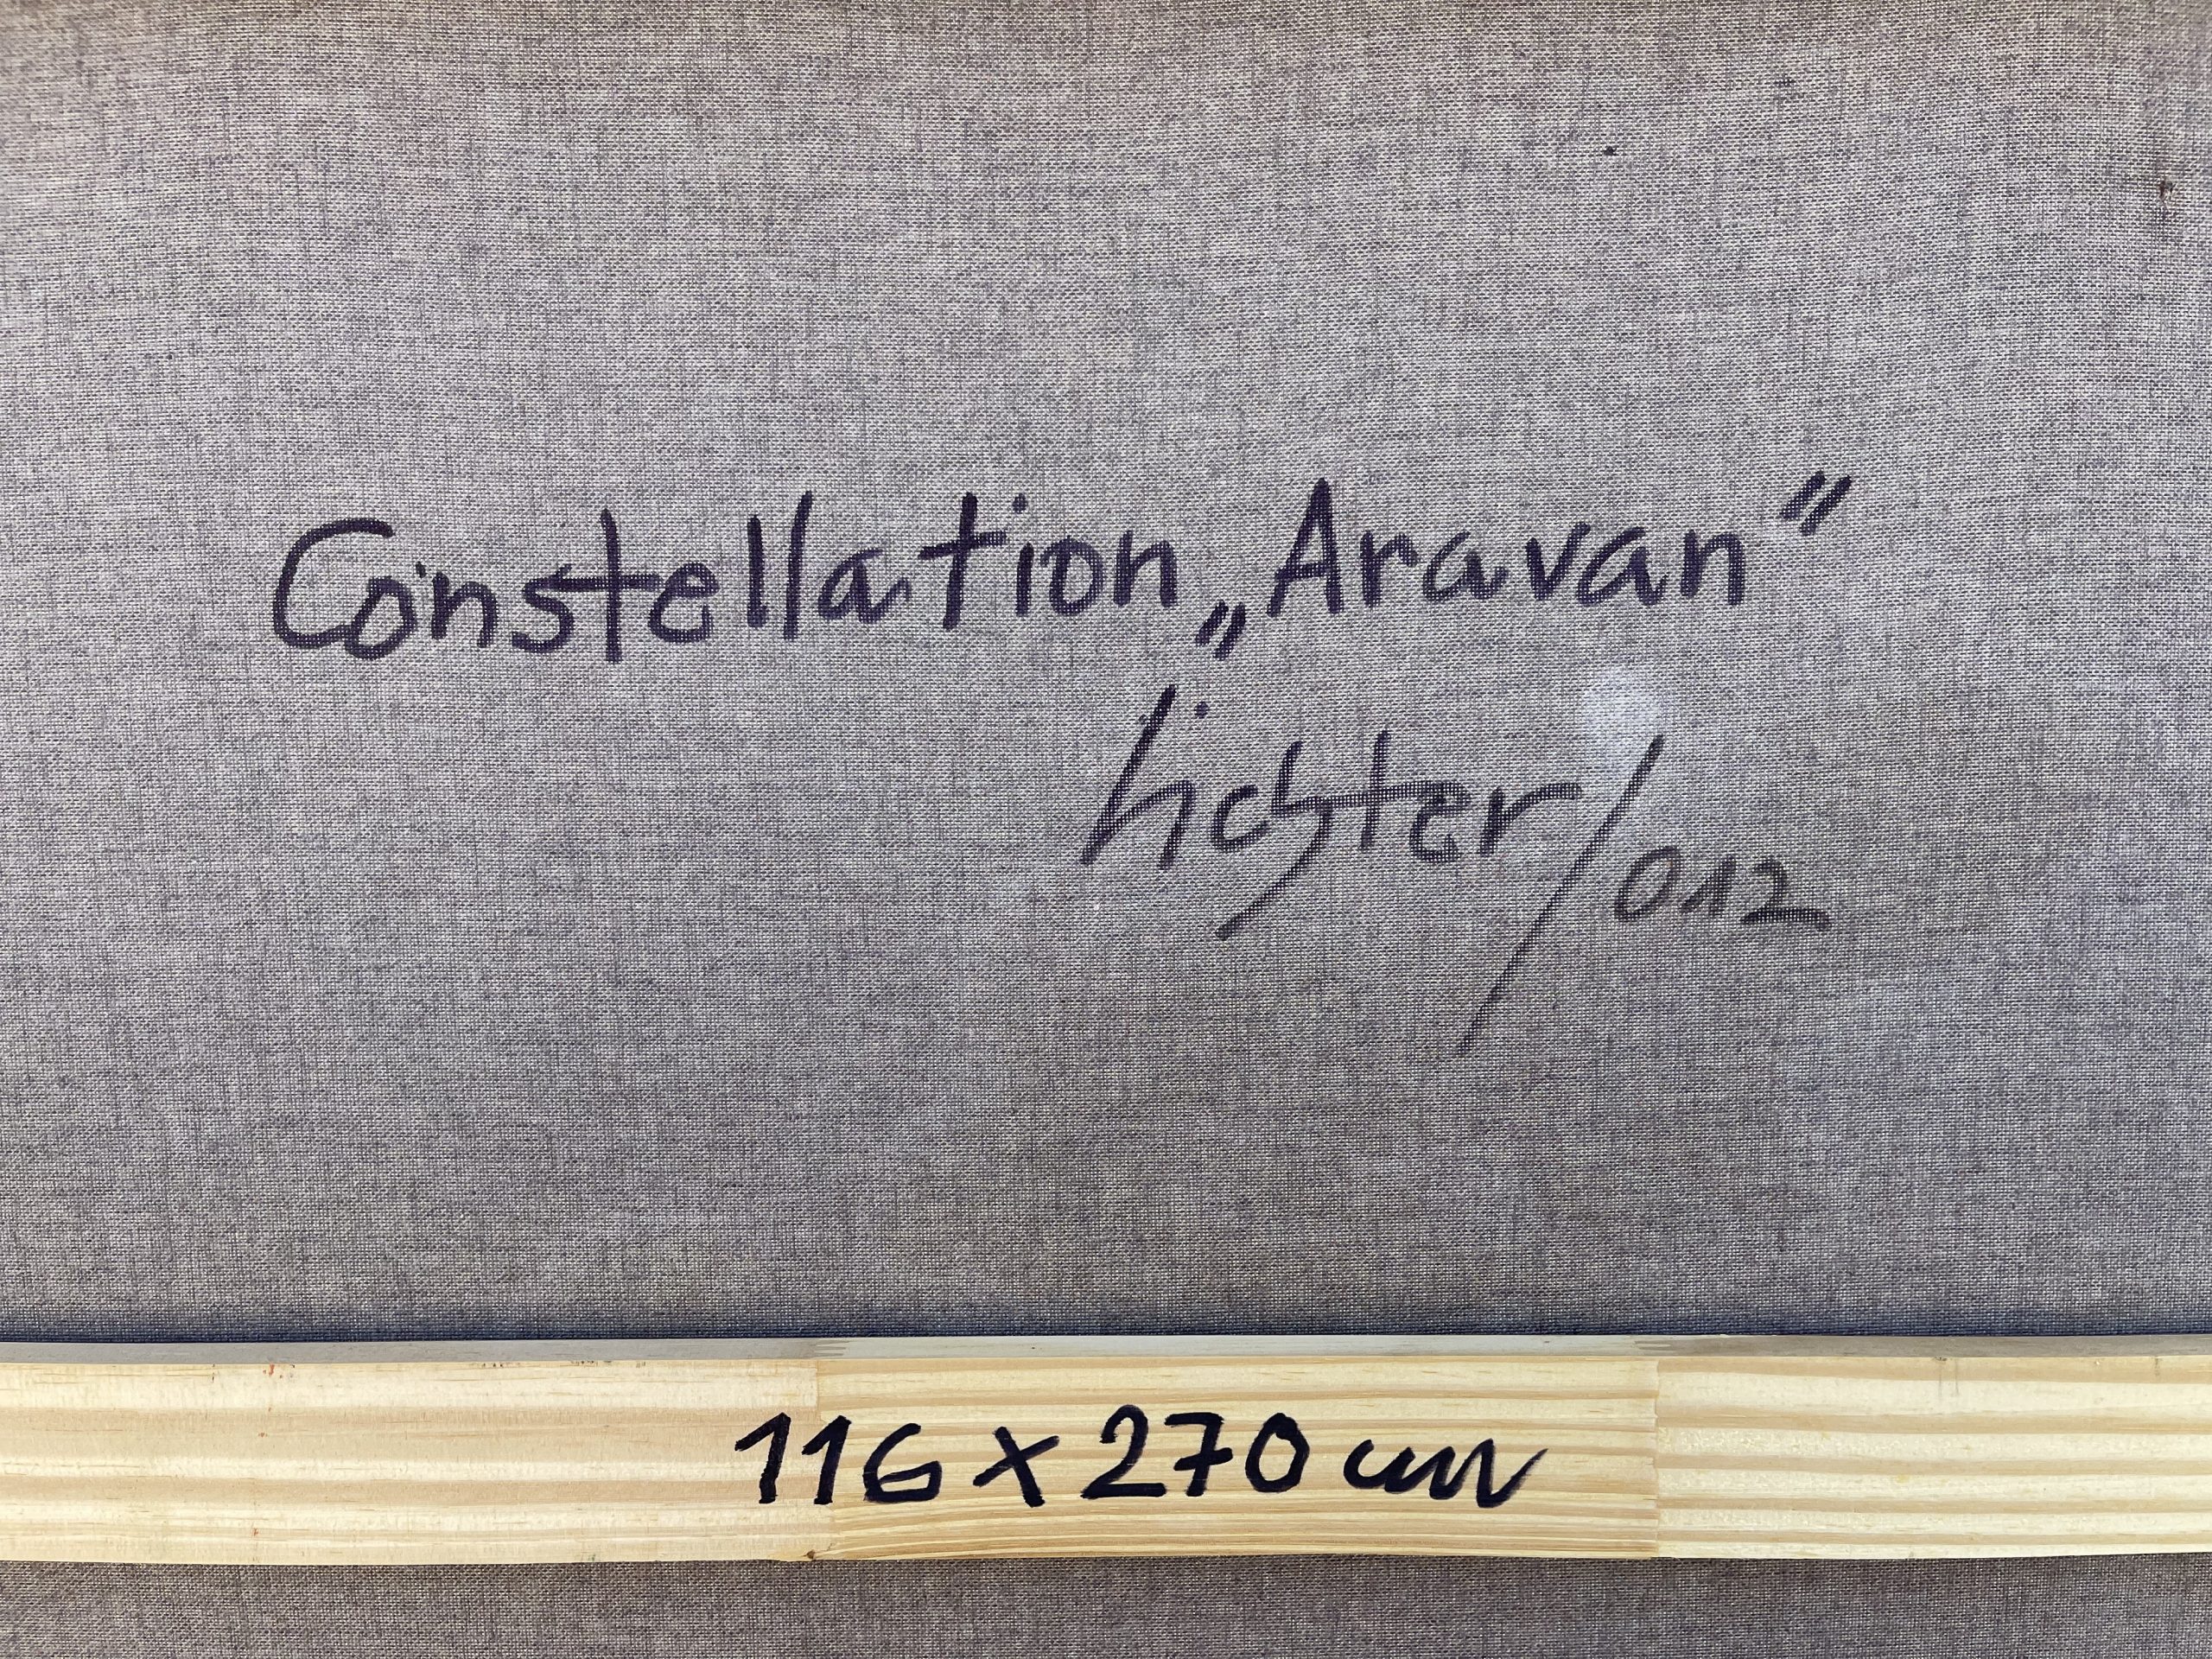 Constellation „Aravan"
Lichter/012
116 x 270 cm